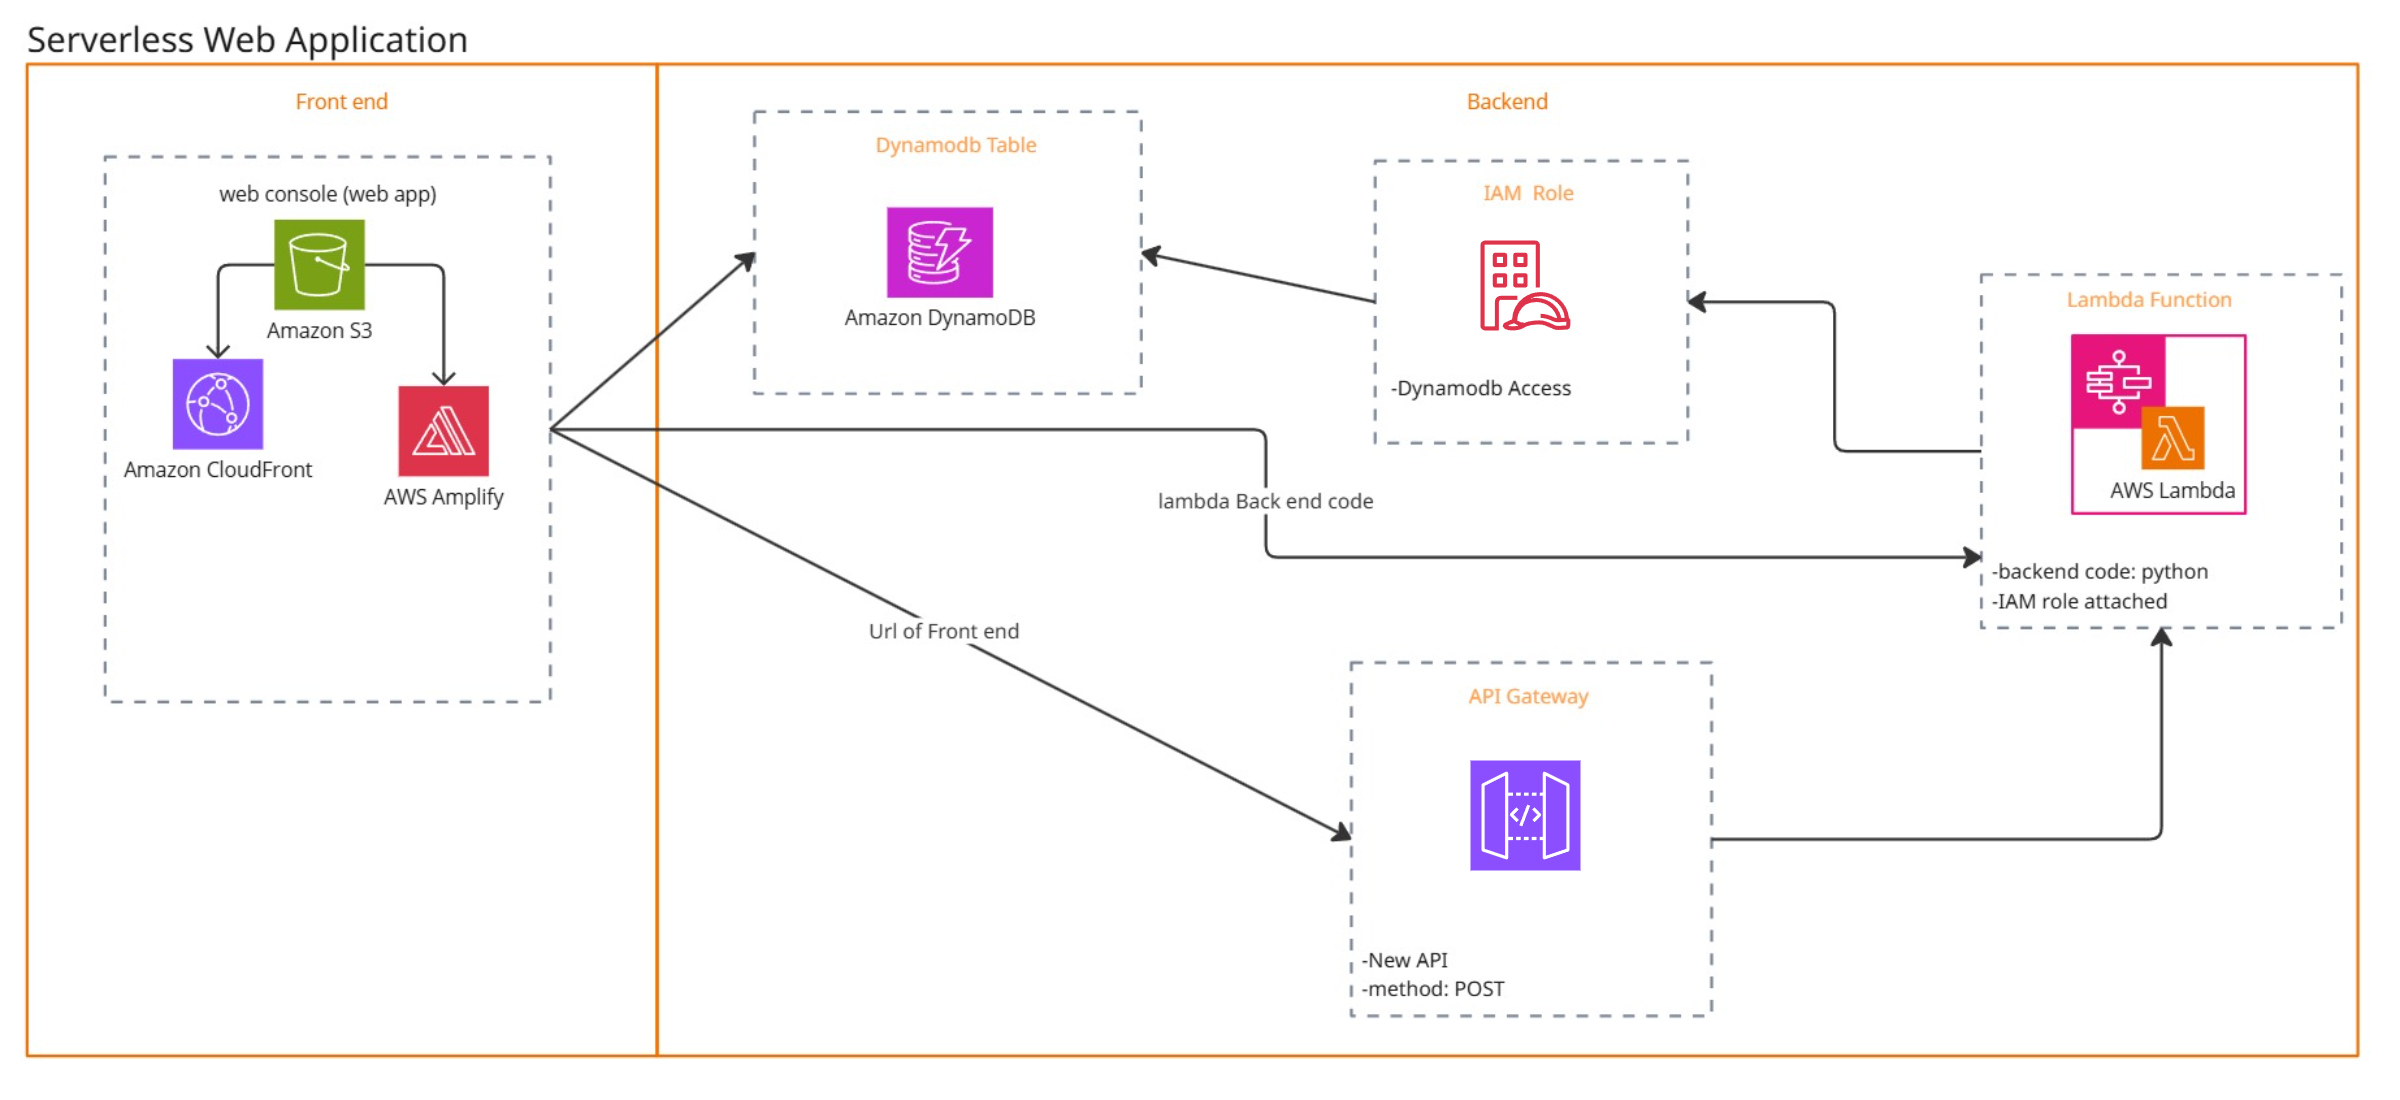 Serverless Web Application
Front end
Backend
web console (web app)
Amazon S3
Amazon CloudFront
AWS Amplify
Dynamodb Table
Amazon DynamoDB
IAM  Role
-Dynamodb Access
Lambda Function
AWS Lambda
-backend code: python
-IAM role attached
lambda Back end code
Url of Front end
API Gateway
</>
-New API
-method: POST